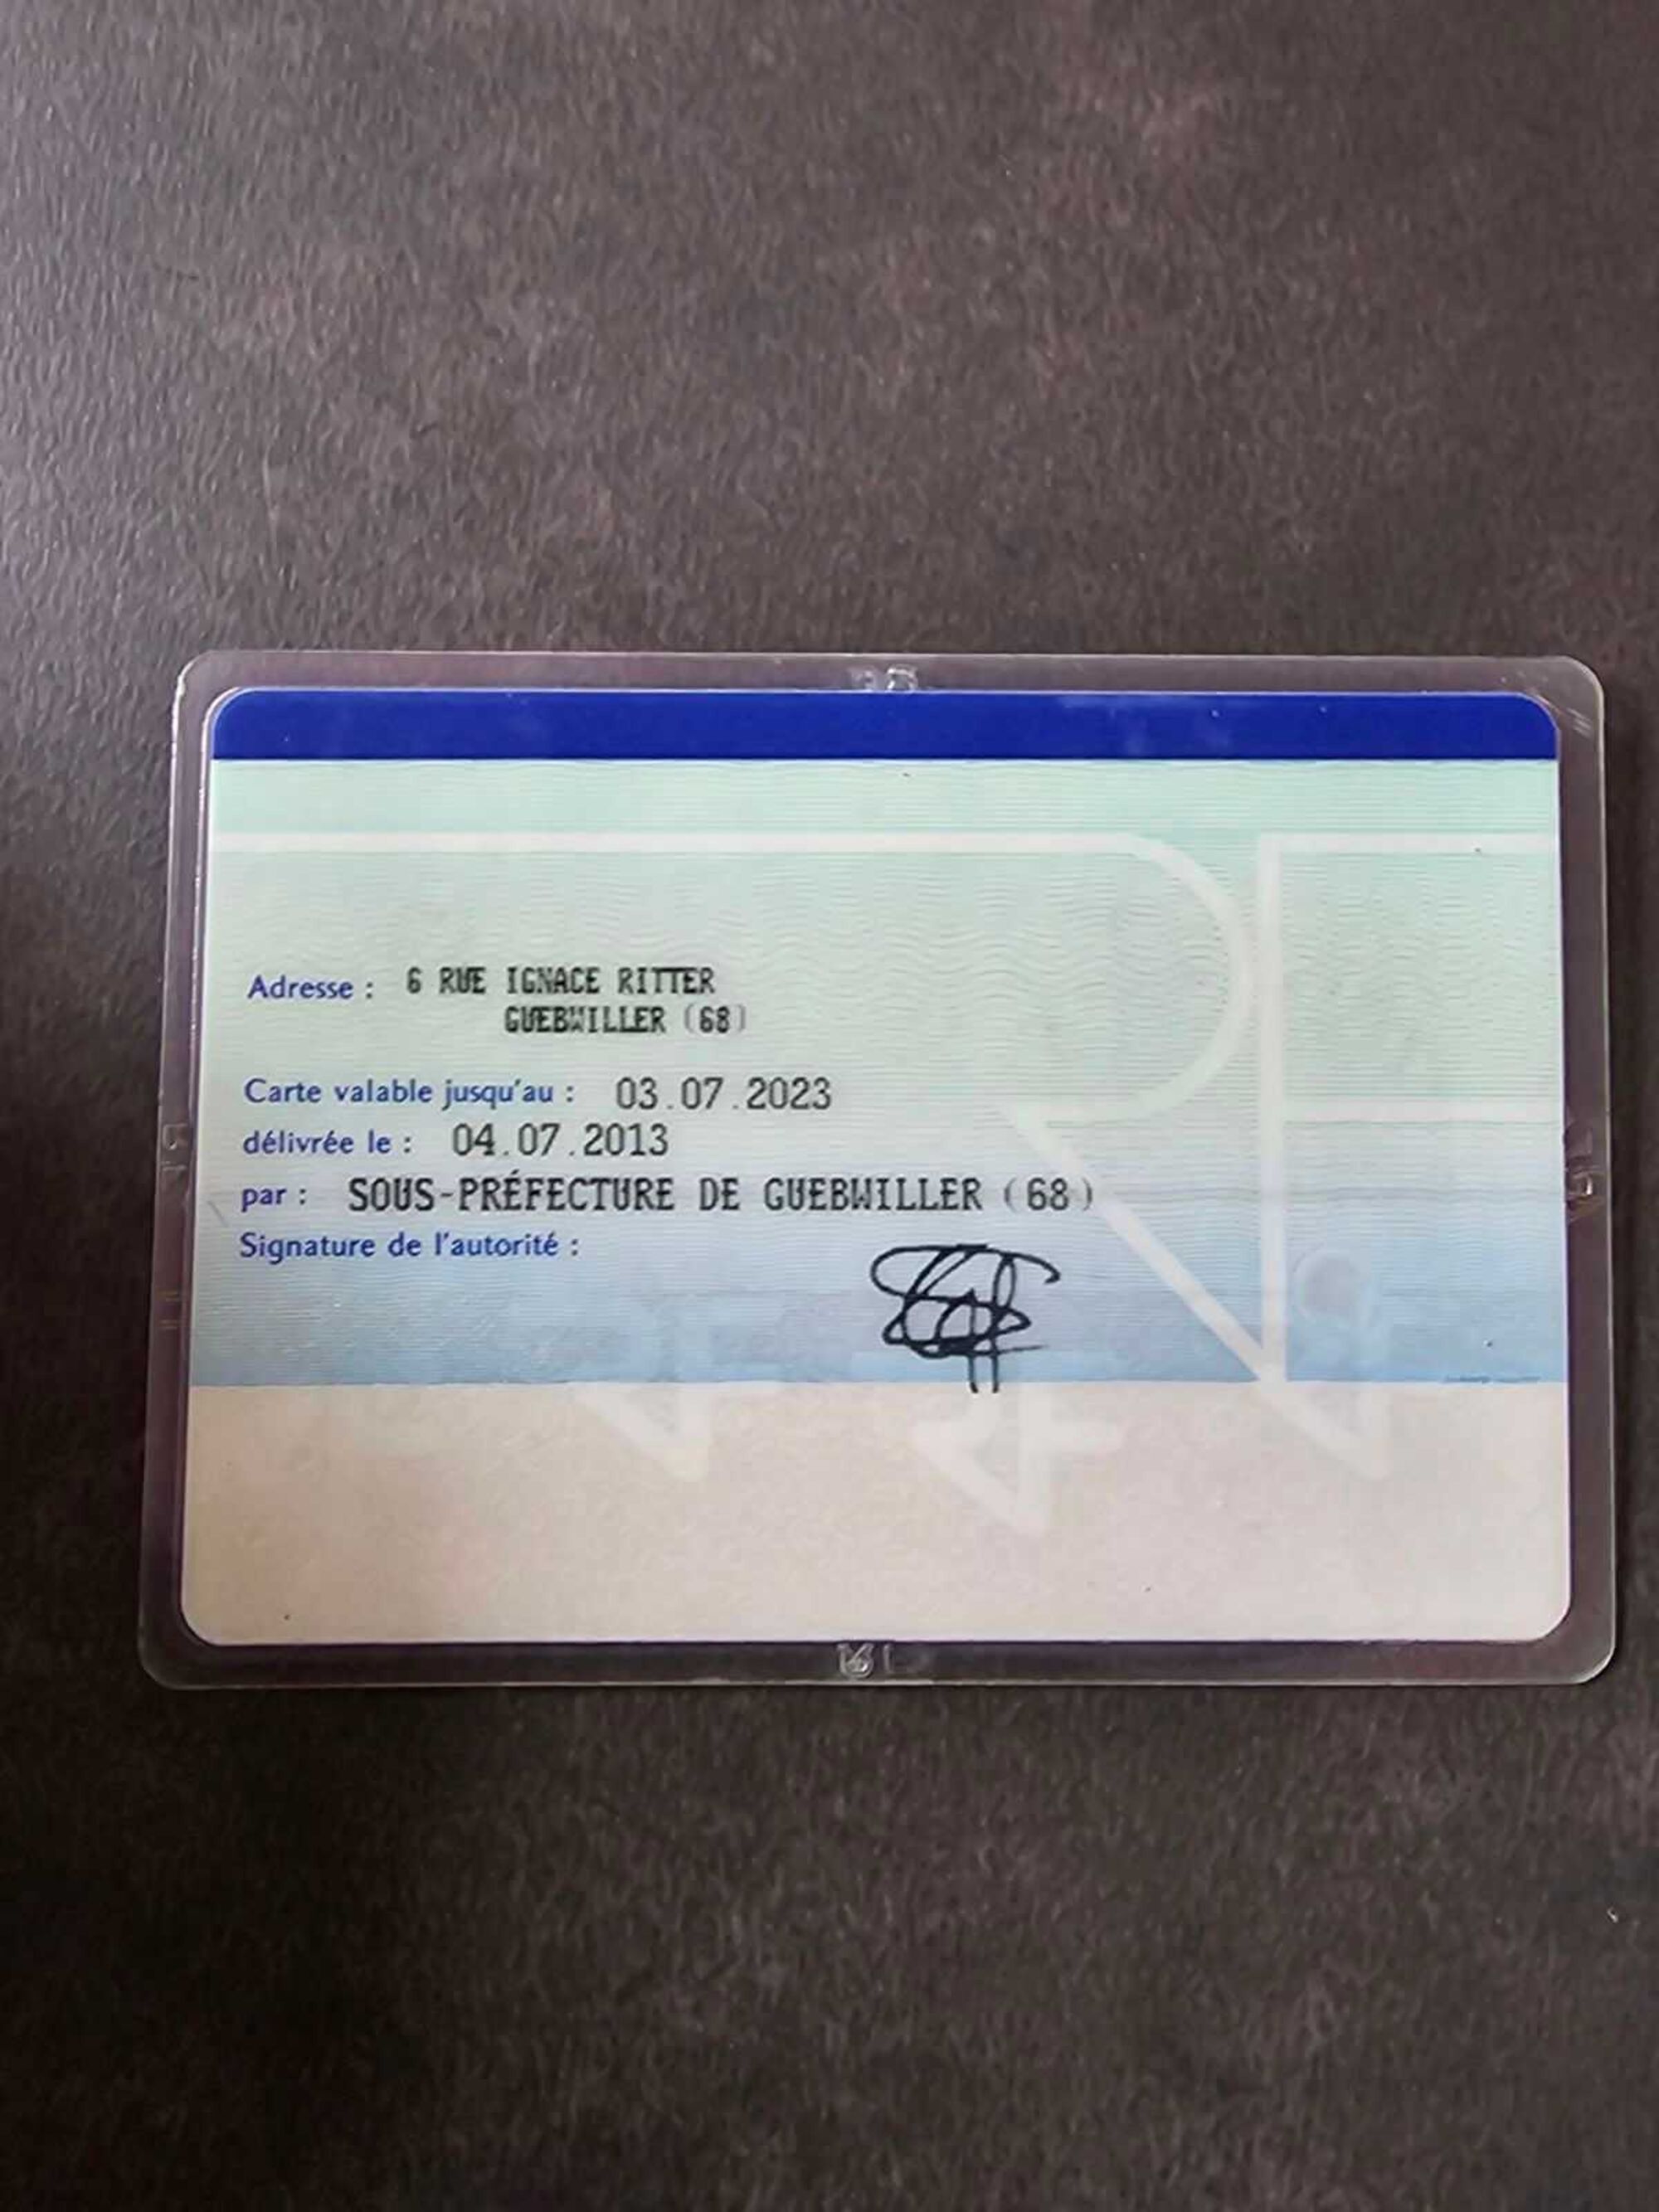 Adresse : 6 RUE IGNACE RITTER
GUEBWILLER (68)
Carte valable jusqu'au : 03.07.2023
délivrée le : 04.07.2013
par : SOUS-PRÉFECTURE DE GUEBWILLER (68)
Signature de l'autorité :